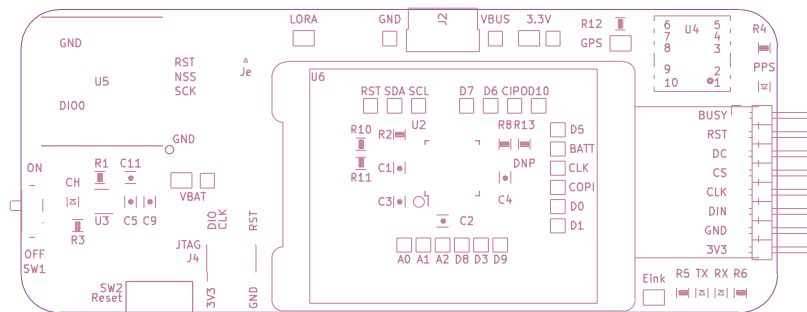 LORA
GND
J2
VBUS
3.3V
R12
GPS
6
7
8
9
10
U4
5
4
3
2
1
R4
PPS
GND
U5
DIO0
RST
NSS
SCK
Je
GND
U6
RST SDA SCL
D7 D6 CIPO D10
R10
R11
R2
U2
C1
C3
C2
R8 R13
DNP
C4
D5
BATT
CLK
COPI
D0
D1
A0 A1 A2 D8 D3 D9
BUSY
RST
DC
CS
CLK
DIN
GND
3V3
ON
CH
R1
C11
U3
C5 C9
R3
VBAT
OFF
SW1
DIO
CLK
RST
JTAG
J4
SW2
Reset
3V3
GND
Eink
R5 TX RX R6